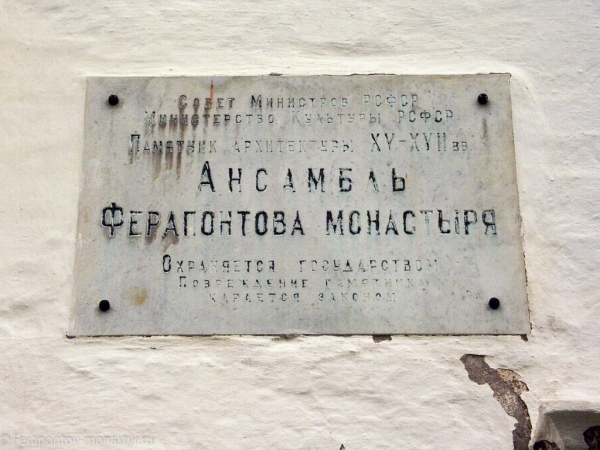 Совет Министров РСФСР
Министерство Культуры РСФСР
Памятник архитектуры XV-XVII вв
Ансамбль
Ферапонтова монастыря
Охраняется государством
Повреждение памятника
карается законом